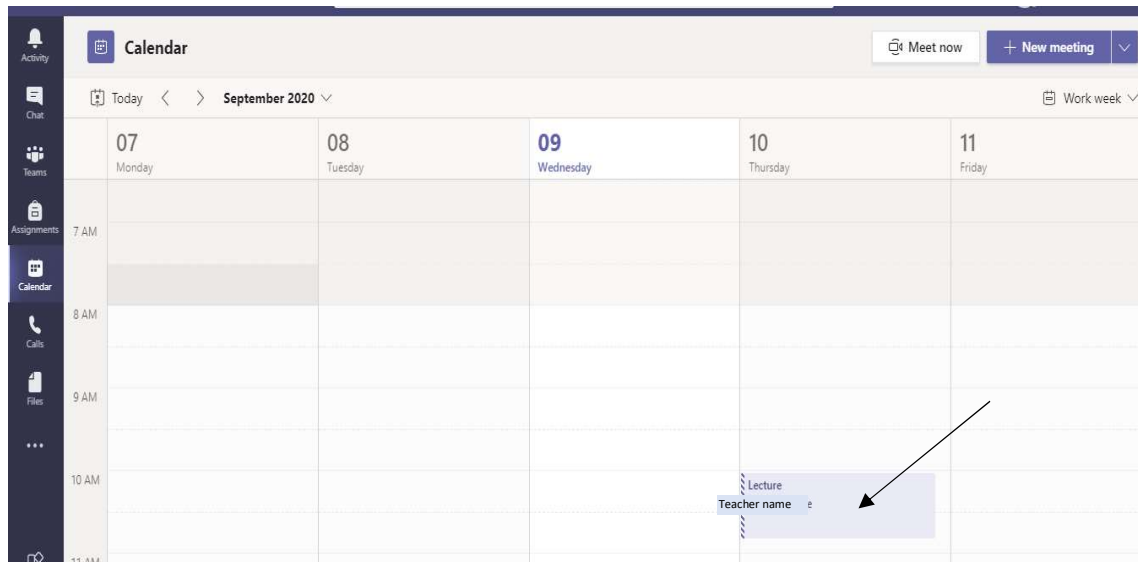 Activity
Chat
Teams
Assignments
Calendar
Calls
Files
Calendar
Meet now
+ New meeting
Today
September 2020
Work week
07
Monday
08
Tuesday
09
Wednesday
10
Thursday
11
Friday
7 AM
8 AM
9 AM
10 AM
Lecture
Teacher name
11 AM